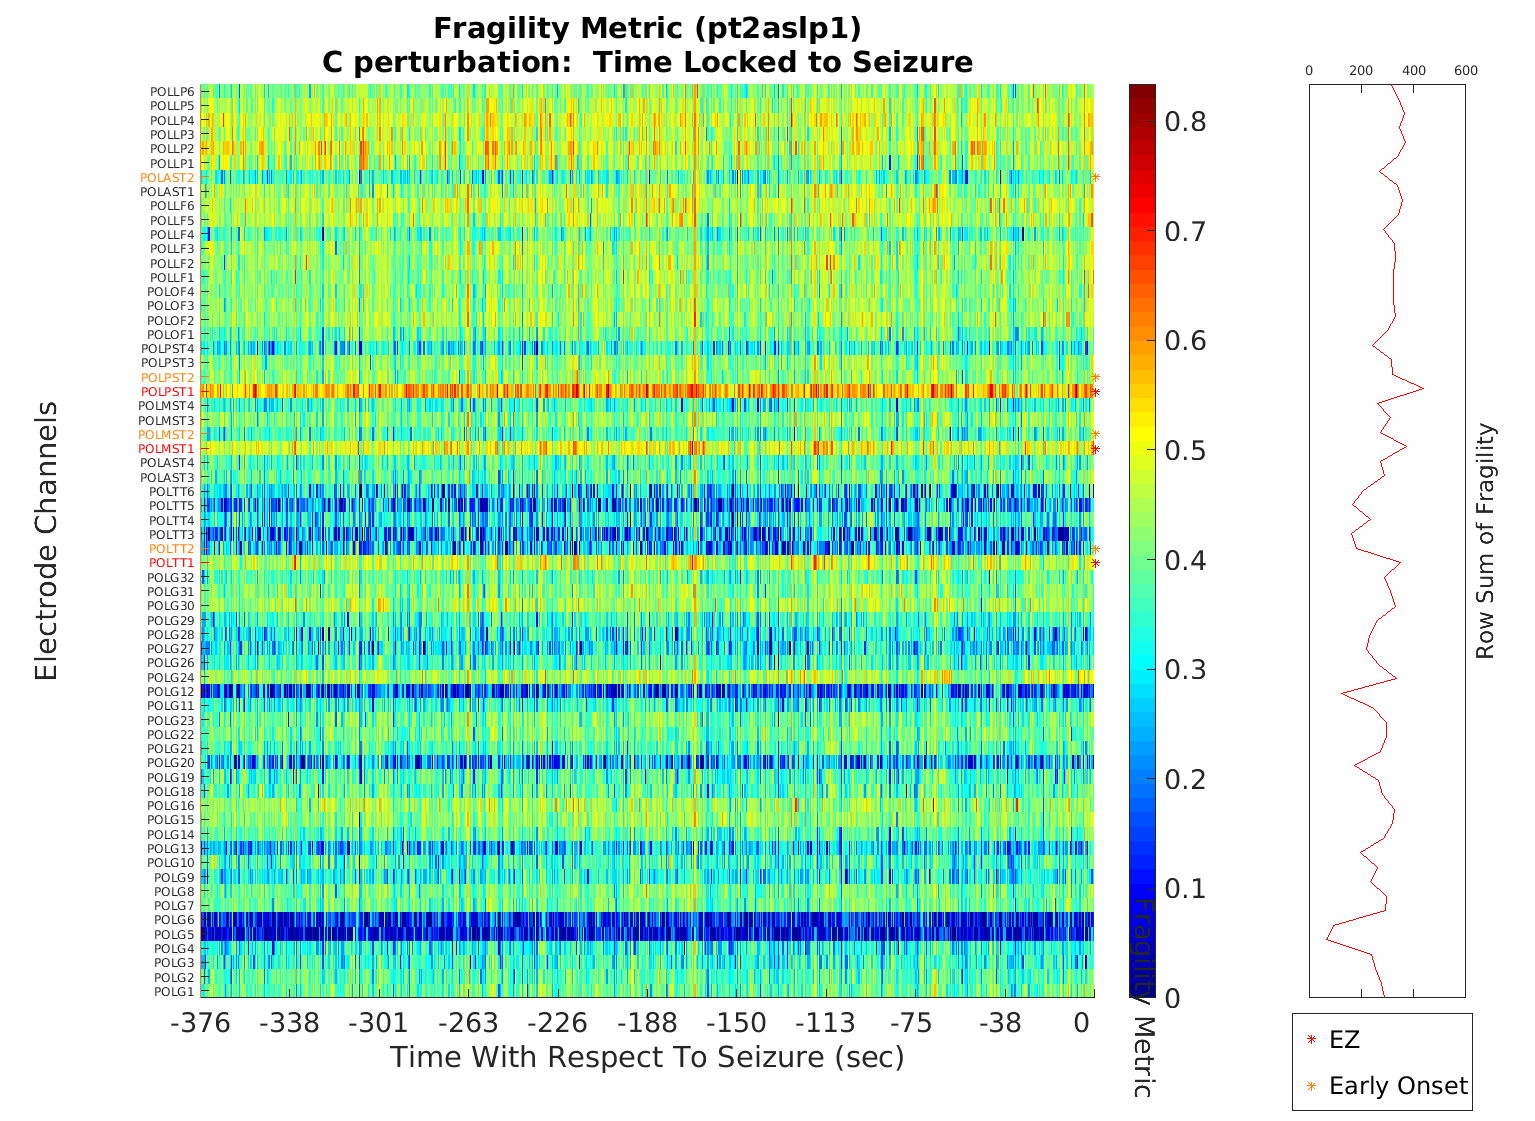 Fragility Metric (pt2aslp1)
C perturbation:  Time Locked to Seizure
Electrode Channels
POLLP6
POLLP5
POLLP4
POLLP3
POLLP2
POLLP1
POLAST2
POLAST1
POLLF6
POLLF5
POLLF4
POLLF3
POLLF2
POLLF1
POLOF4
POLOF3
POLOF2
POLOF1
POLPST4
POLPST3
POLPST2
POLPST1
POLMST4
POLMST3
POLMST2
POLMST1
POLAST4
POLAST3
POLTT6
POLTT5
POLTT4
POLTT3
POLTT2
POLTT1
POLG32
POLG31
POLG30
POLG29
POLG28
POLG27
POLG26
POLG24
POLG12
POLG11
POLG23
POLG22
POLG21
POLG20
POLG19
POLG18
POLG16
POLG15
POLG14
POLG13
POLG10
POLG9
POLG8
POLG7
POLG6
POLG5
POLG4
POLG3
POLG2
POLG1
-376 -338 -301 -263 -226 -188 -150 -113 -75 -38 0
Time With Respect To Seizure (sec)
0.8
0.7
0.6
0.5
0.4
0.3
0.2
0.1
0
Fragility Metric
0 200 400 600
Row Sum of Fragility
EZ
Early Onset